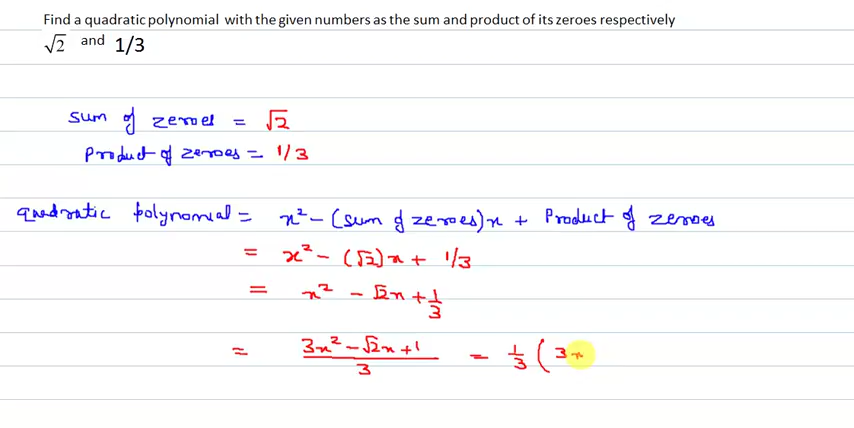 Find a quadratic polynomial with the given numbers as the sum and product of its zeroes respectively
√2 and 1/3
Sum of zeroes = √2
Product of zeroes = 1/3
quadratic polynomial = x² - (sum of zeroes)x + Product of zeroes
= x² - (√2)x + 1/3
= x² - √2x + 1/3
= 3x² - √2x + 1 / 3 = 1/3 ( 3x